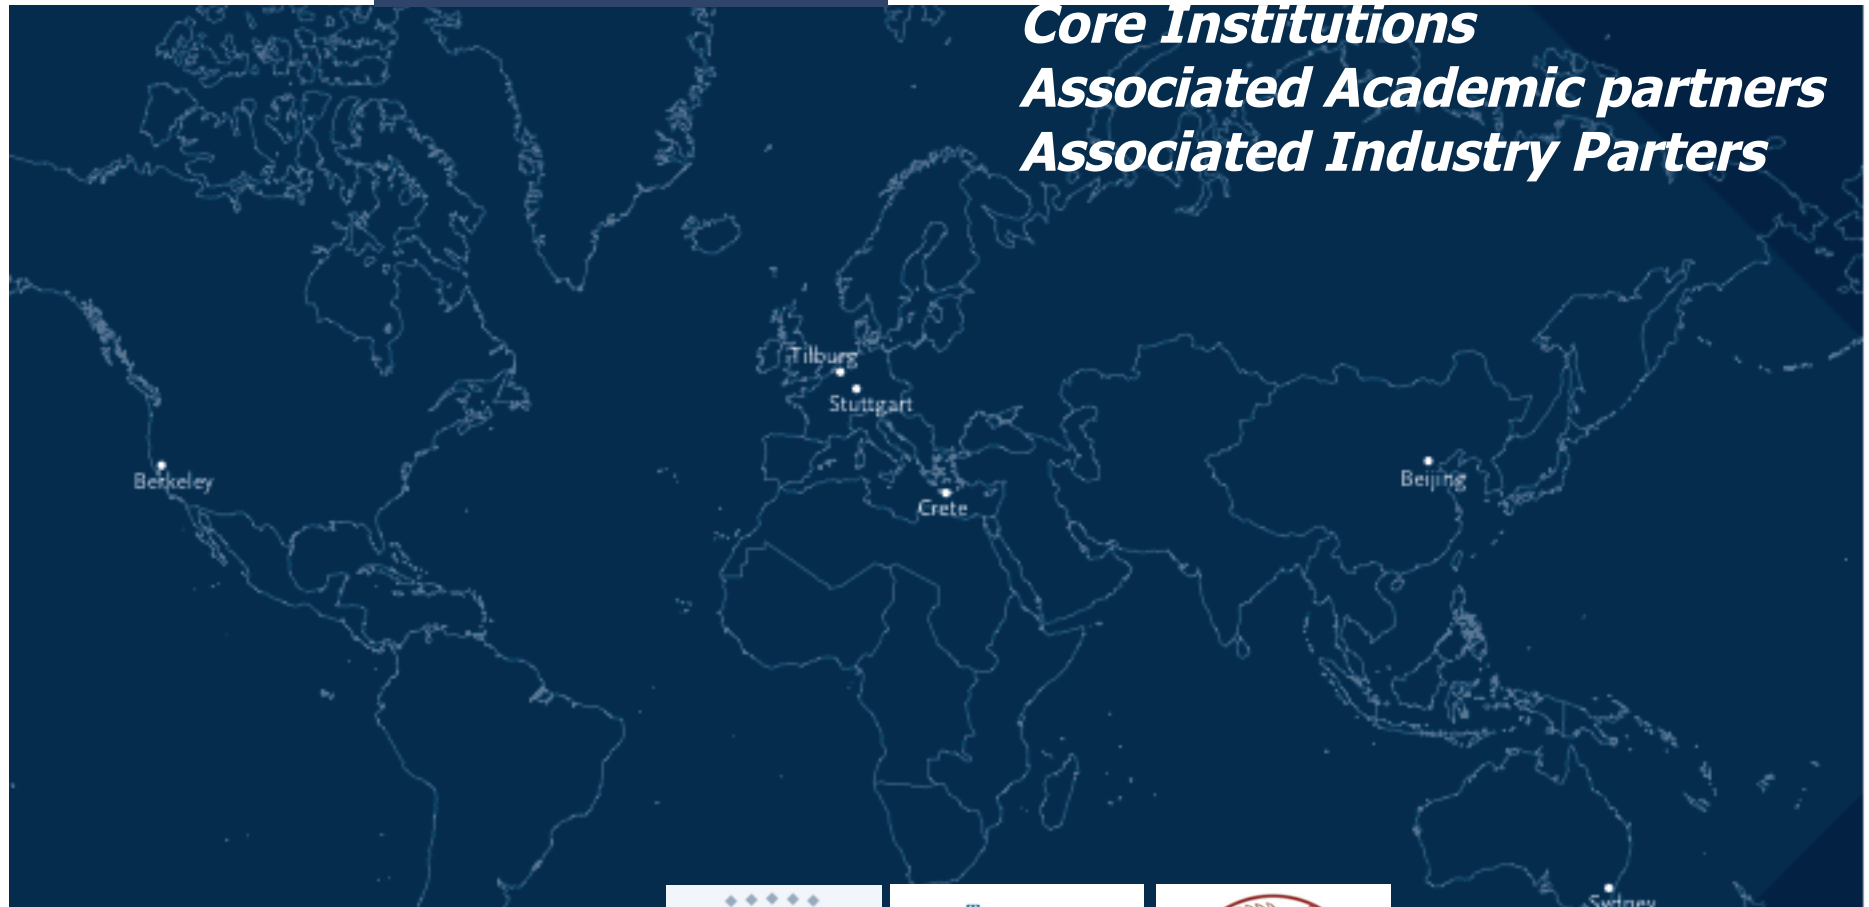 Core Institutions
Associated Academic partners
Associated Industry Parters
Tilburg
Stuttgart
Berkeley
Beijing
Crete
Sydney